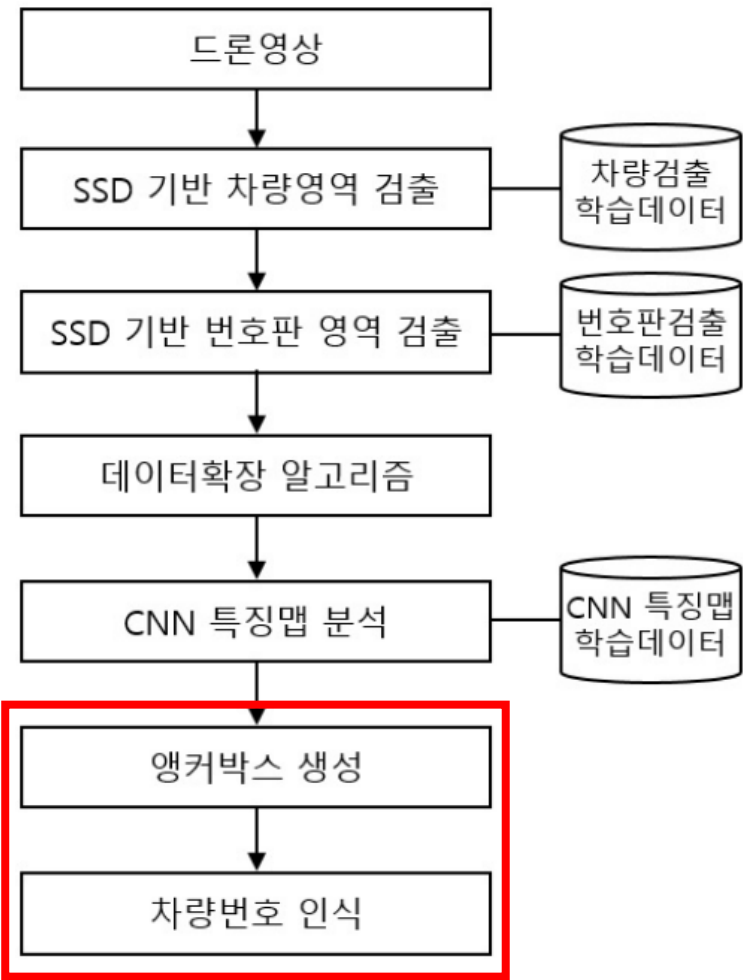 드론영상
SSD 기반 차량영역 검출
차량검출
학습데이터
SSD 기반 번호판 영역 검출
번호판검출
학습데이터
데이터확장 알고리즘
CNN 특징맵 분석
CNN 특징맵
학습데이터
앵커박스 생성
차량번호 인식